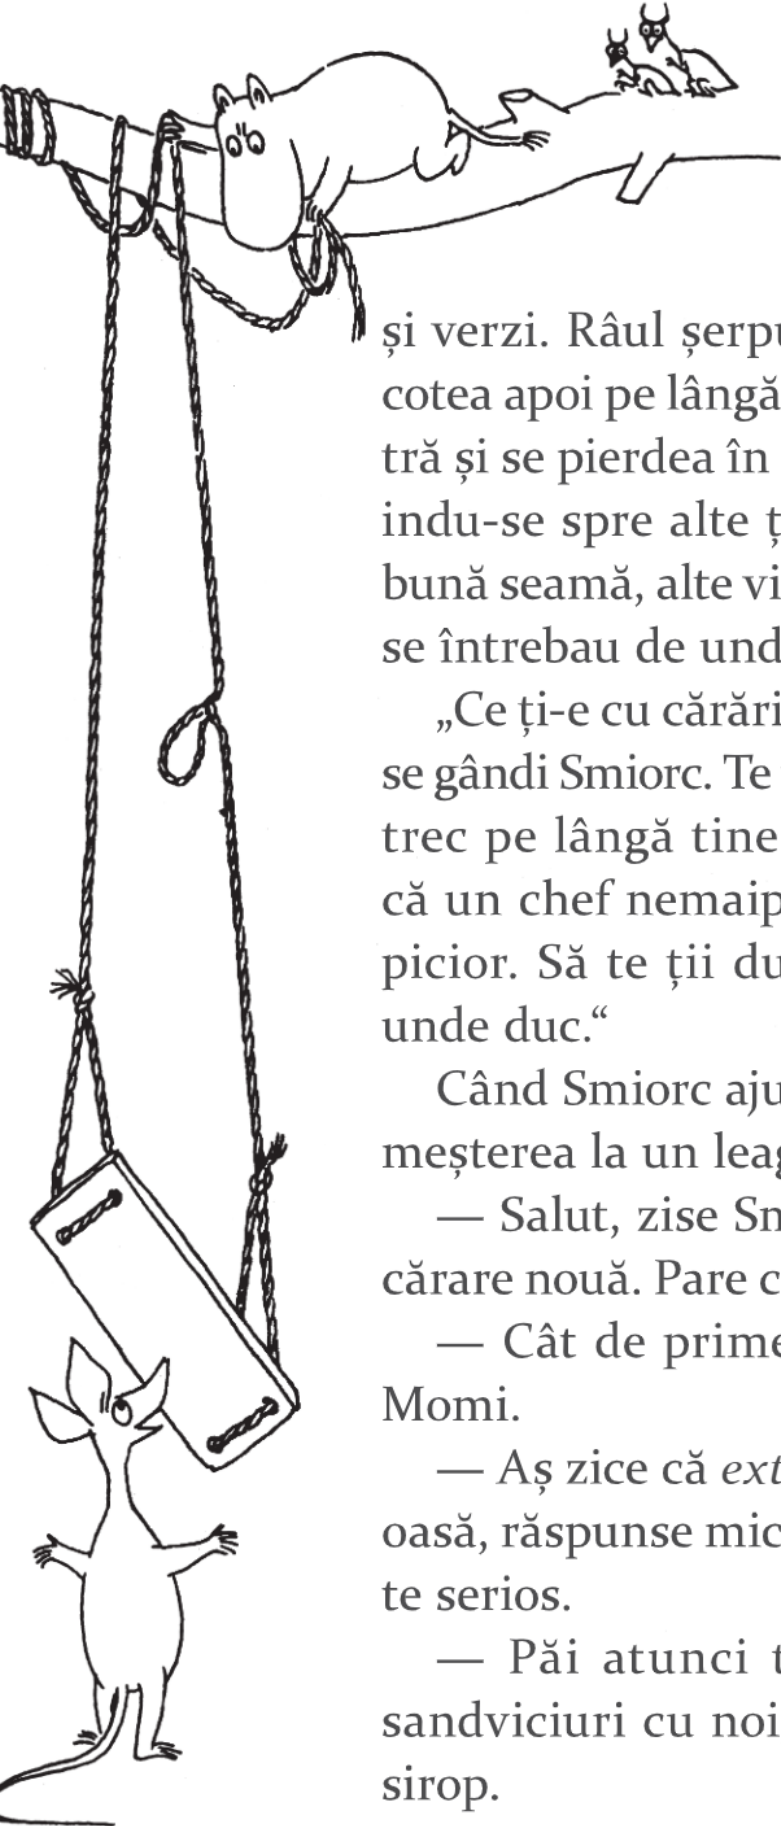 și verzi. Râul șerpu
cotea apoi pe lângă
tră și se pierdea în
indu-se spre alte ț
bună seamă, alte vi
se întrebau de und
„Ce ți-e cu cărări
se gândi Smiorc. Te
trec pe lângă tine
că un chef nemaip
picior. Să te ții du
unde duc.“
Când Smiorc aju
meșterea la un leag
— Salut, zise Sm
cărare nouă. Pare c
— Cât de prime
Momi.
— Aș zice că ext
oasă, răspunse mic
te serios.
— Păi atunci t
sandviciuri cu noi
sirop.